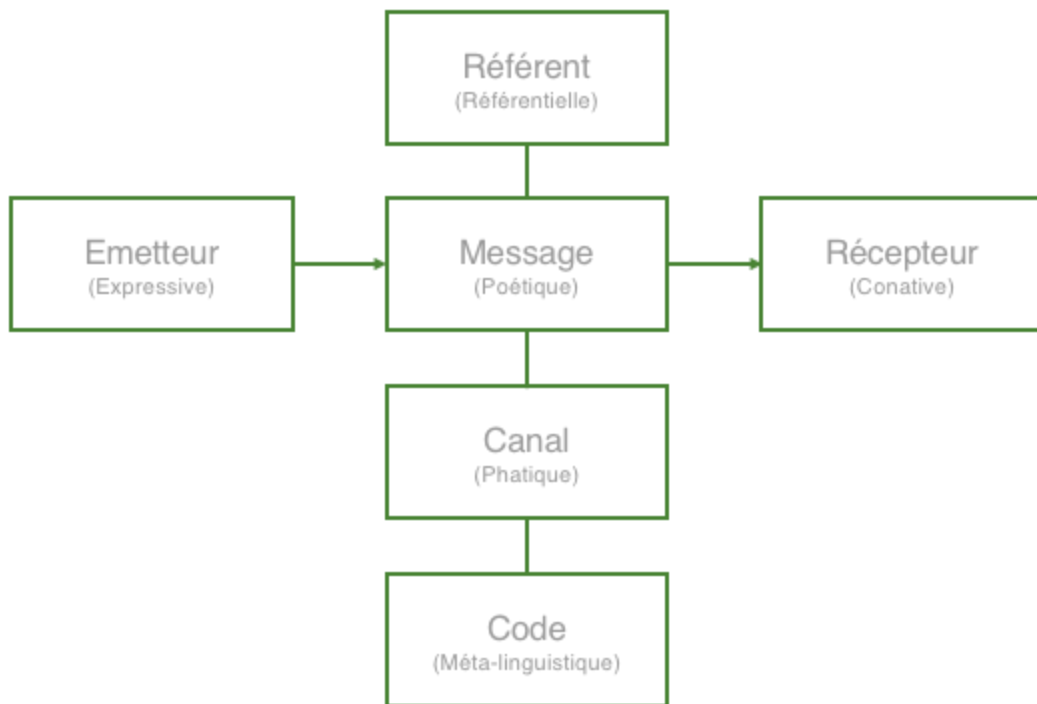 Référent
(Référentielle)
Emetteur
(Expressive)
Message
(Poétique)
Récepteur
(Conative)
Canal
(Phatique)
Code
(Méta-linguistique)